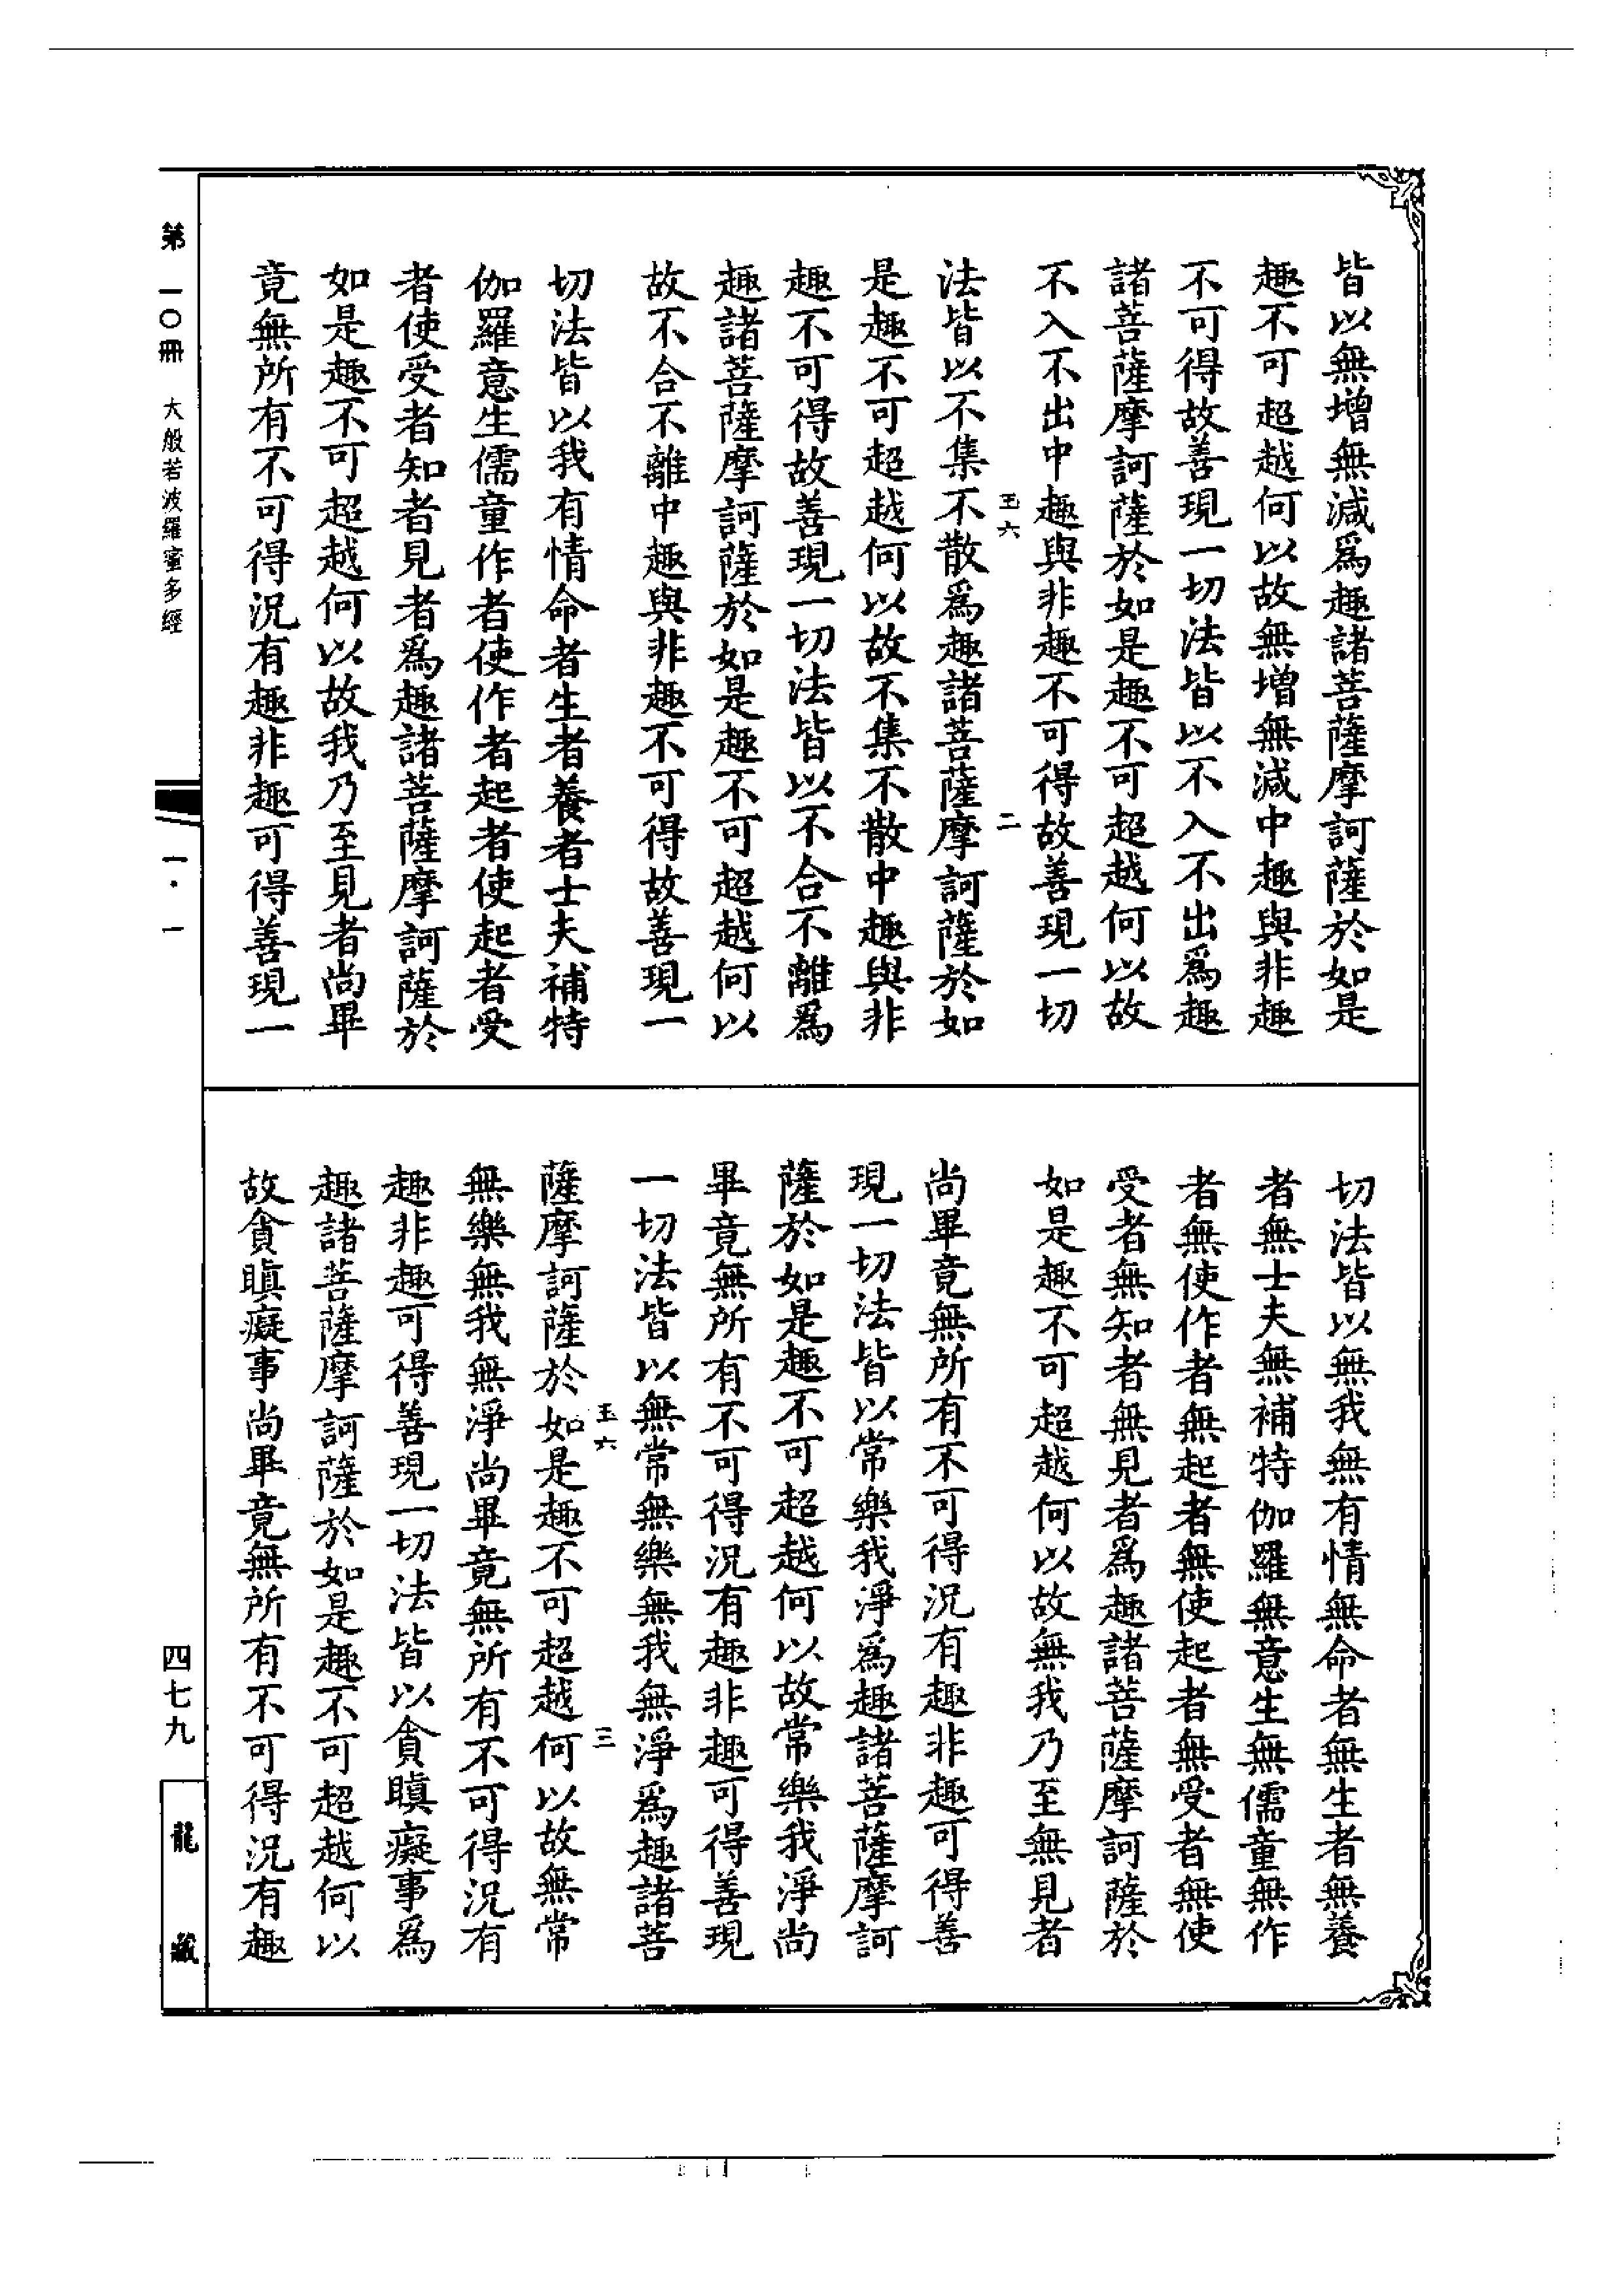 皆以無增無減爲趣諸菩薩摩訶薩於如是
趣不可超越何以故無增無減中趣與非趣
不可得故善現一切法皆以不入不出爲趣
諸菩薩摩訶薩於如是趣不可超越何以故
不入不出中趣與非趣不可得故善現一切
玉六 二
法皆以不集不散爲趣諸菩薩摩訶薩於如
是趣不可超越何以故不集不散中趣與非
趣不可得故善現一切法皆以不合不離爲
趣諸菩薩摩訶薩於如是趣不可超越何以
故不合不離中趣與非趣不可得故善現一
切法皆以我有情命者生者養者士夫補特
伽羅意生儒童作者使作者起者使起者受
者使受者知者見者爲趣諸菩薩摩訶薩於
如是趣不可超越何以故我乃至見者尚畢
竟無所有不可得況有趣非趣可得善現一
切法皆以無我無有情無命者無生者無養
者無士夫無補特伽羅無意生無儒童無作
者無使作者無起者無使起者無受者無使
受者無知者無見者爲趣諸菩薩摩訶薩於
如是趣不可超越何以故無我乃至無見者
尚畢竟無所有不可得況有趣非趣可得善
現一切法皆以常樂我淨爲趣諸菩薩摩訶
薩於如是趣不可超越何以故常樂我淨尚
畢竟無所有不可得況有趣非趣可得善現
一切法皆以無常無樂無我無淨爲趣諸菩
玉六 三
薩摩訶薩於如是趣不可超越何以故無常
無樂無我無淨尚畢竟無所有不可得況有
趣非趣可得善現一切法皆以貪瞋癡事爲
趣諸菩薩摩訶薩於如是趣不可超越何以
故貪瞋癡事尚畢竟無所有不可得況有趣
第一〇冊 大般若波羅蜜多經
一·一
四七九
龍藏